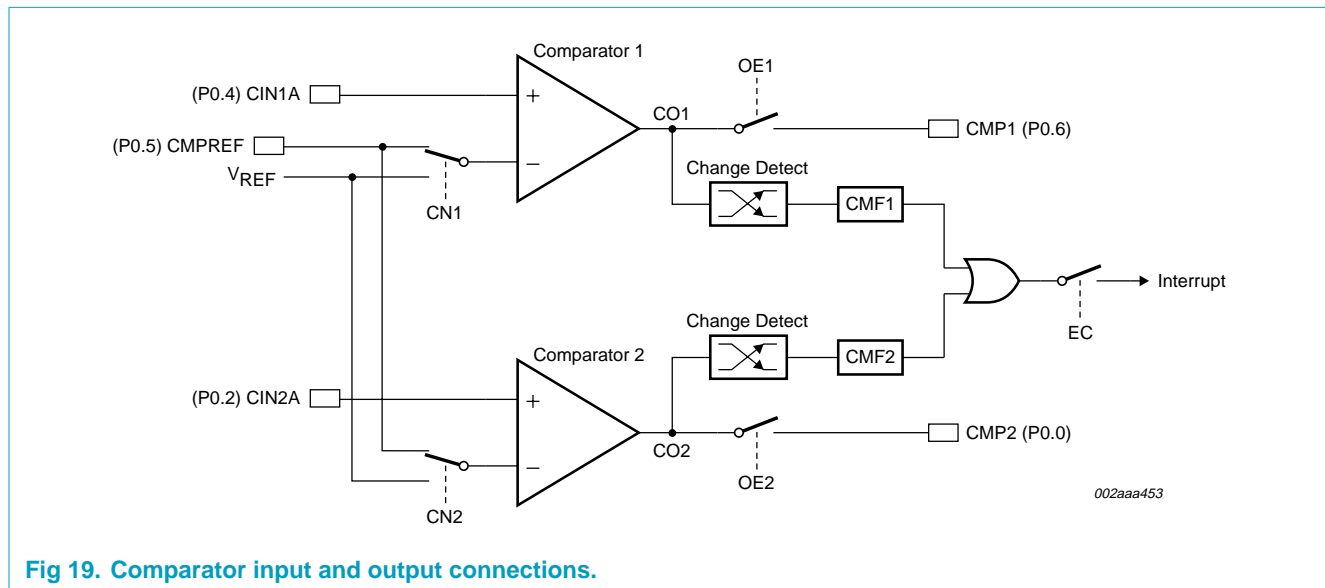 Comparator 1
OE1
(P0.4) CIN1A
+
CO1
CMP1 (P0.6)
(P0.5) CMPREF
−
Change Detect
VREF
CN1
CMF1
Interrupt
EC
Change Detect
Comparator 2
CMF2
(P0.2) CIN2A
+
CO2
CMP2 (P0.0)
−
OE2
CN2
002aaa453
Fig 19. Comparator input and output connections.